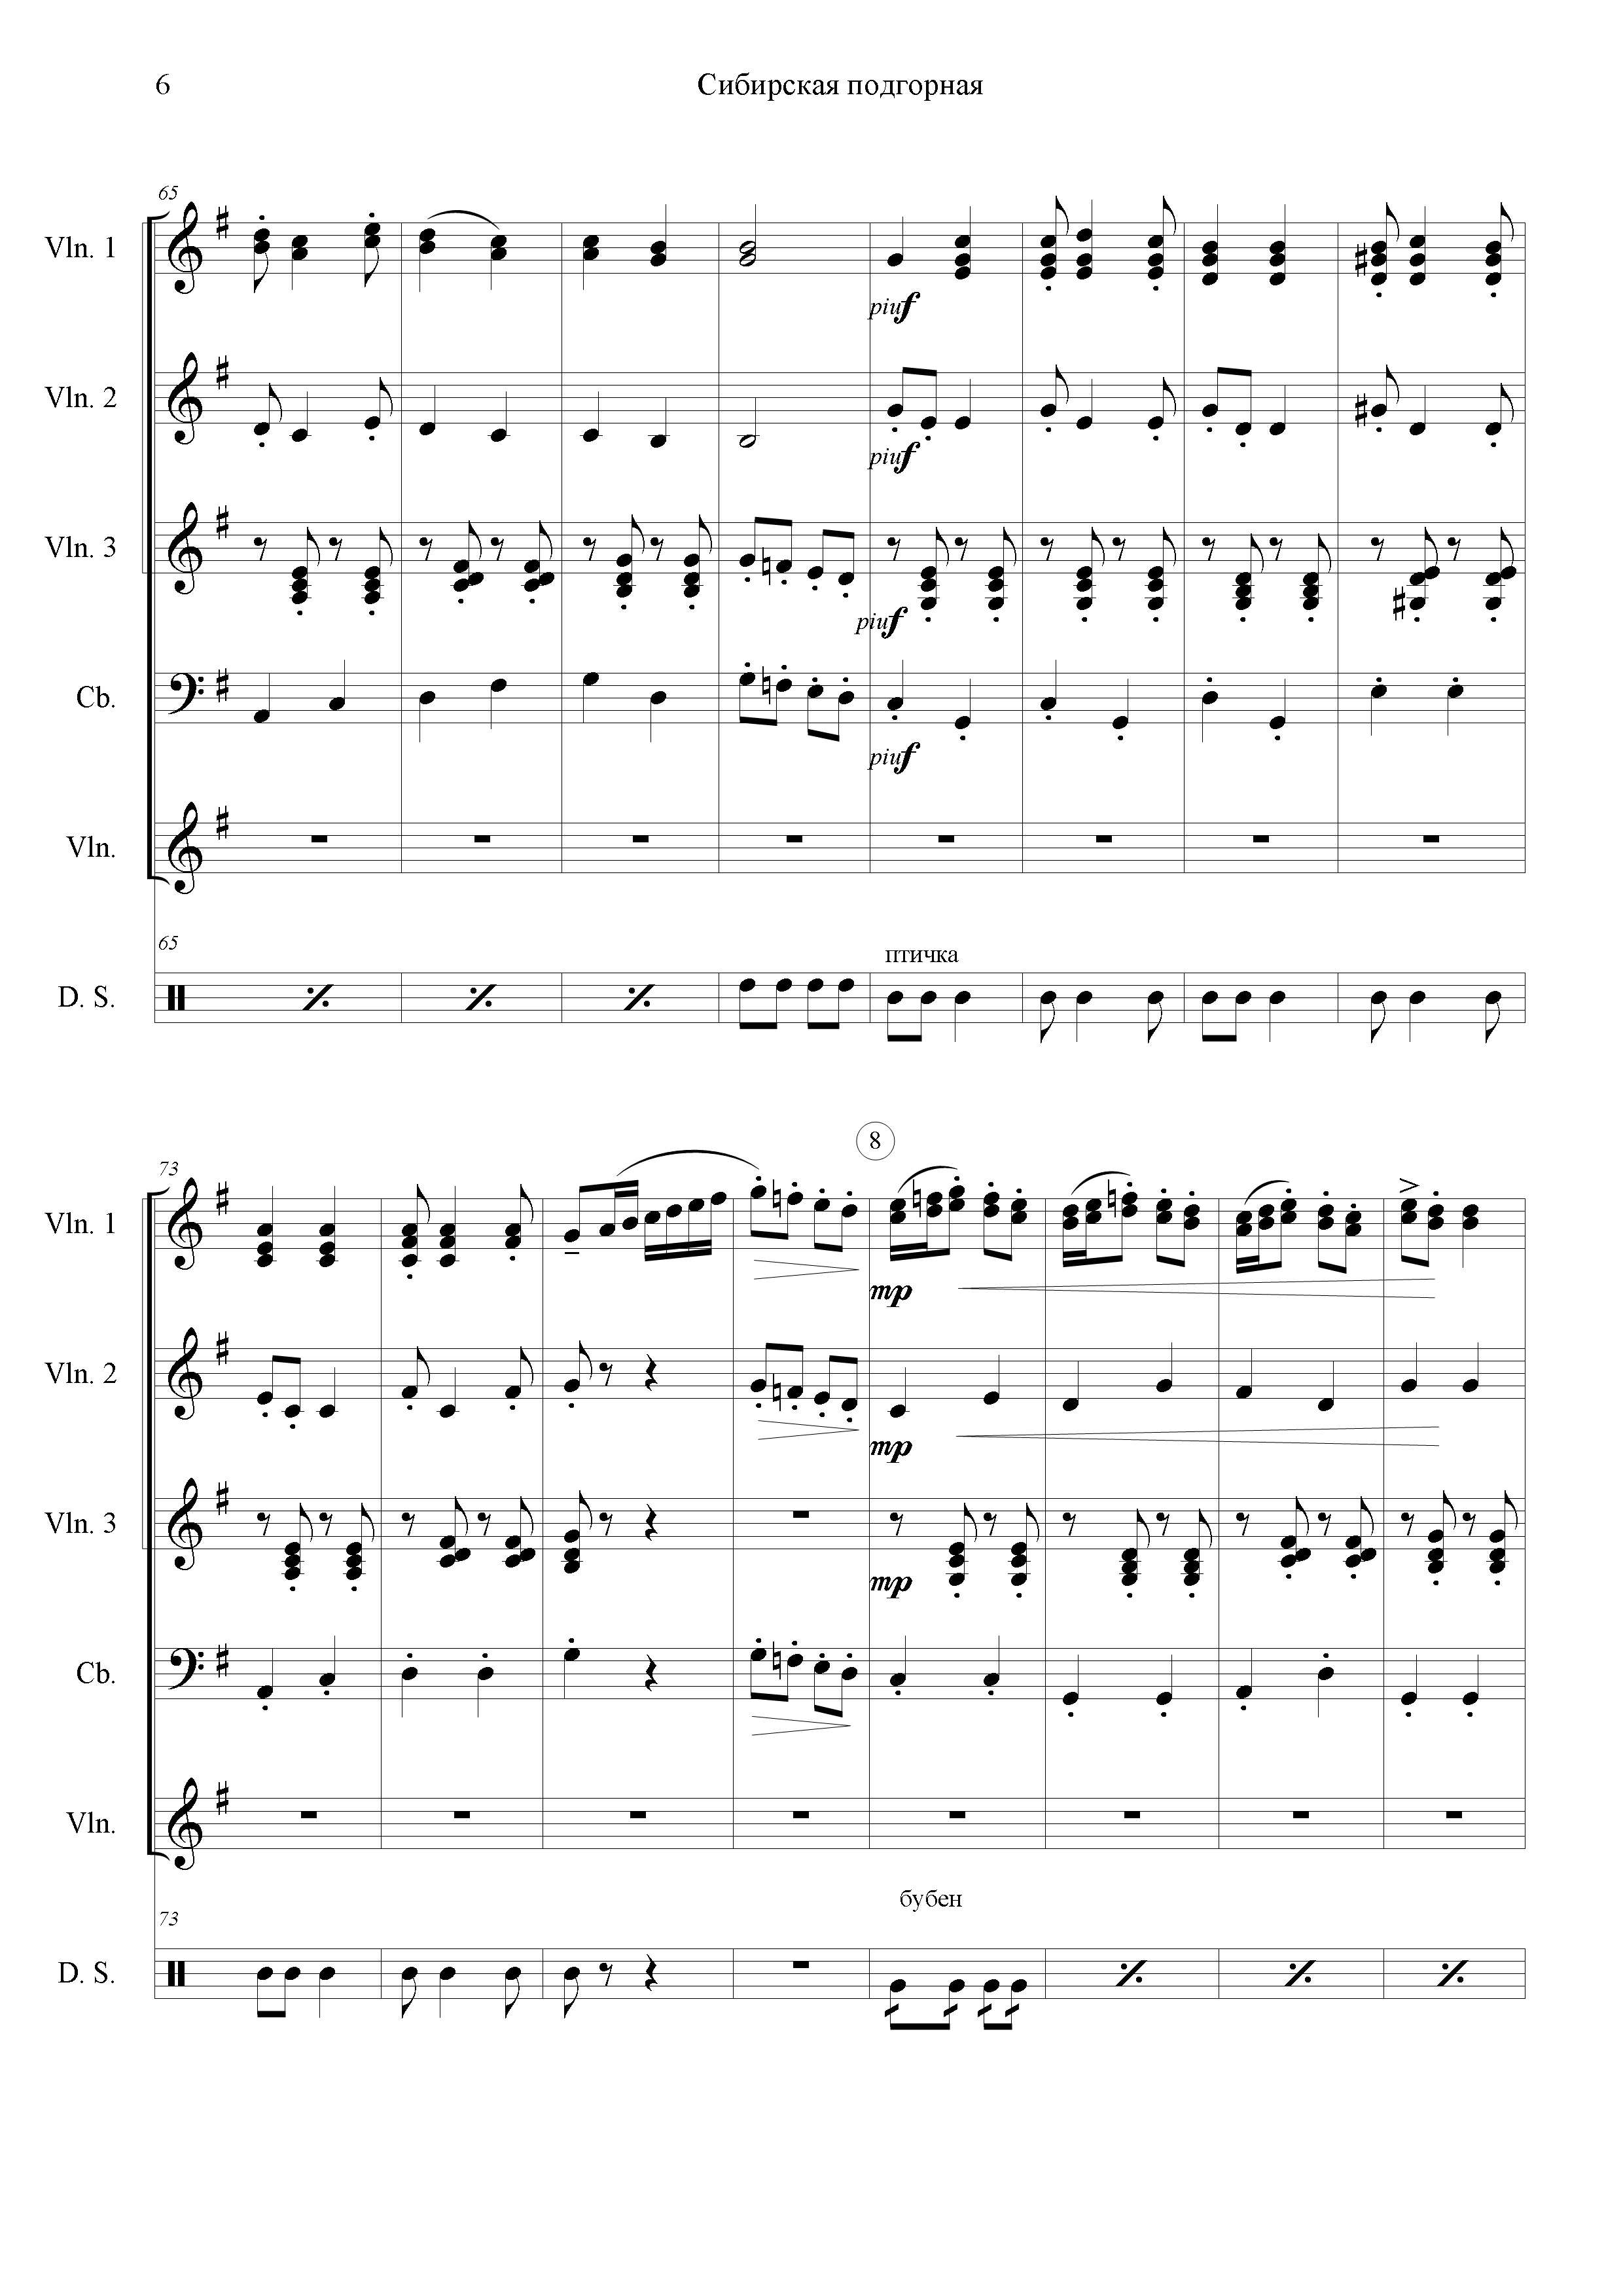 6
Сибирская подгорная
65
Vln. 1
piuf
Vln. 2
piuf
Vln. 3
piuf
Cb.
piuf
Vln.
65
птичка
D. S.
8
73
Vln. 1
mp
Vln. 2
mp
Vln. 3
mp
Cb.
Vln.
73
бубен
D. S.